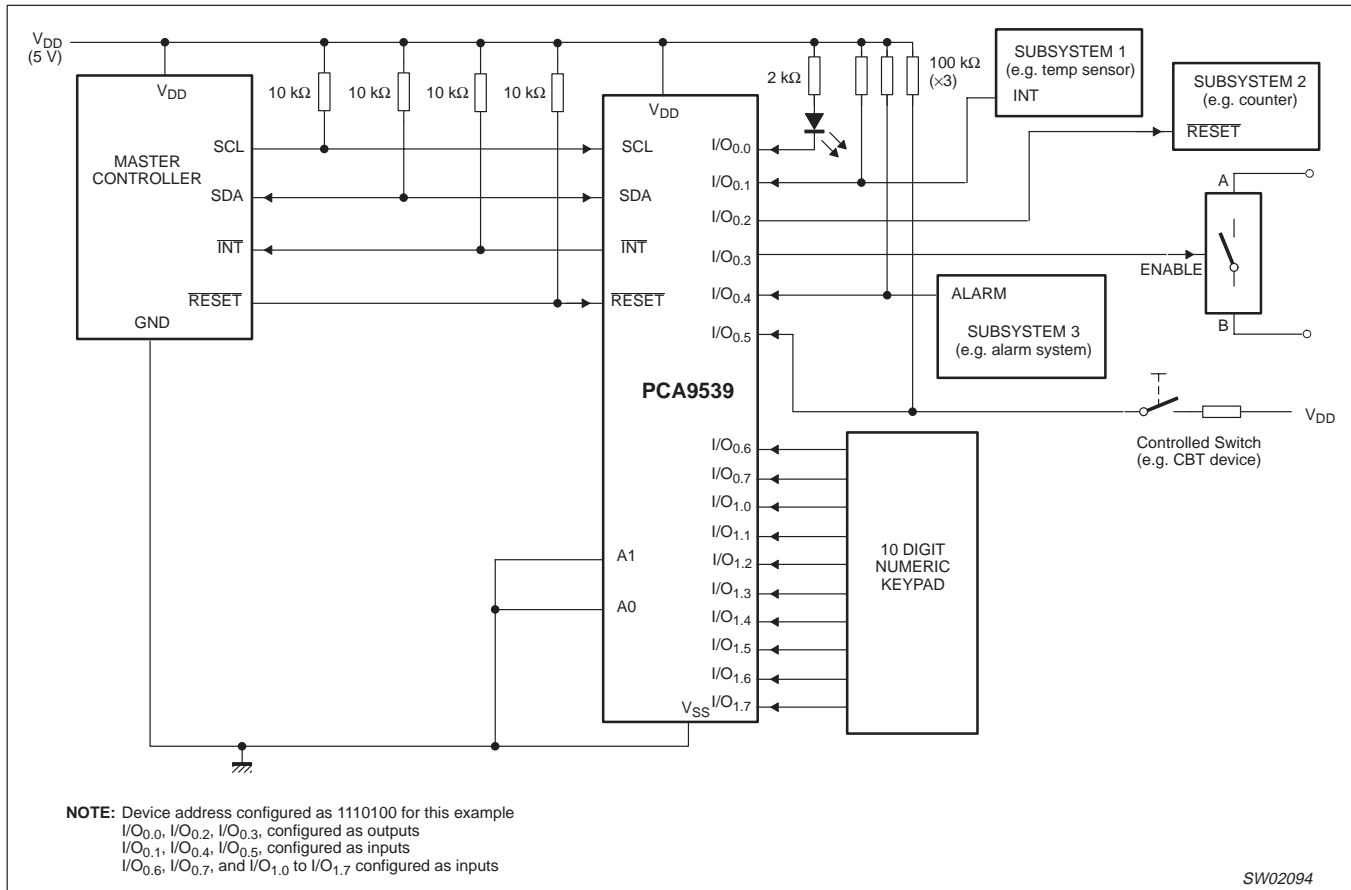 VDD
(5 V)
VDD
MASTER
CONTROLLER
SCL
SDA
INT
RESET
GND
10 kΩ
10 kΩ
10 kΩ
10 kΩ
VDD
SCL
SDA
INT
RESET
PCA9539
A1
A0
VSS
I/O0.0
I/O0.1
I/O0.2
I/O0.3
I/O0.4
I/O0.5
I/O0.6
I/O0.7
I/O1.0
I/O1.1
I/O1.2
I/O1.3
I/O1.4
I/O1.5
I/O1.6
I/O1.7
2 kΩ
100 kΩ
(×3)
SUBSYSTEM 1
(e.g. temp sensor)
INT
SUBSYSTEM 2
(e.g. counter)
RESET
A
ENABLE
B
ALARM
SUBSYSTEM 3
(e.g. alarm system)
VDD
Controlled Switch
(e.g. CBT device)
10 DIGIT
NUMERIC
KEYPAD
NOTE: Device address configured as 1110100 for this example
I/O0.0, I/O0.2, I/O0.3, configured as outputs
I/O0.1, I/O0.4, I/O0.5, configured as inputs
I/O0.6, I/O0.7, and I/O1.0 to I/O1.7 configured as inputs
SW02094